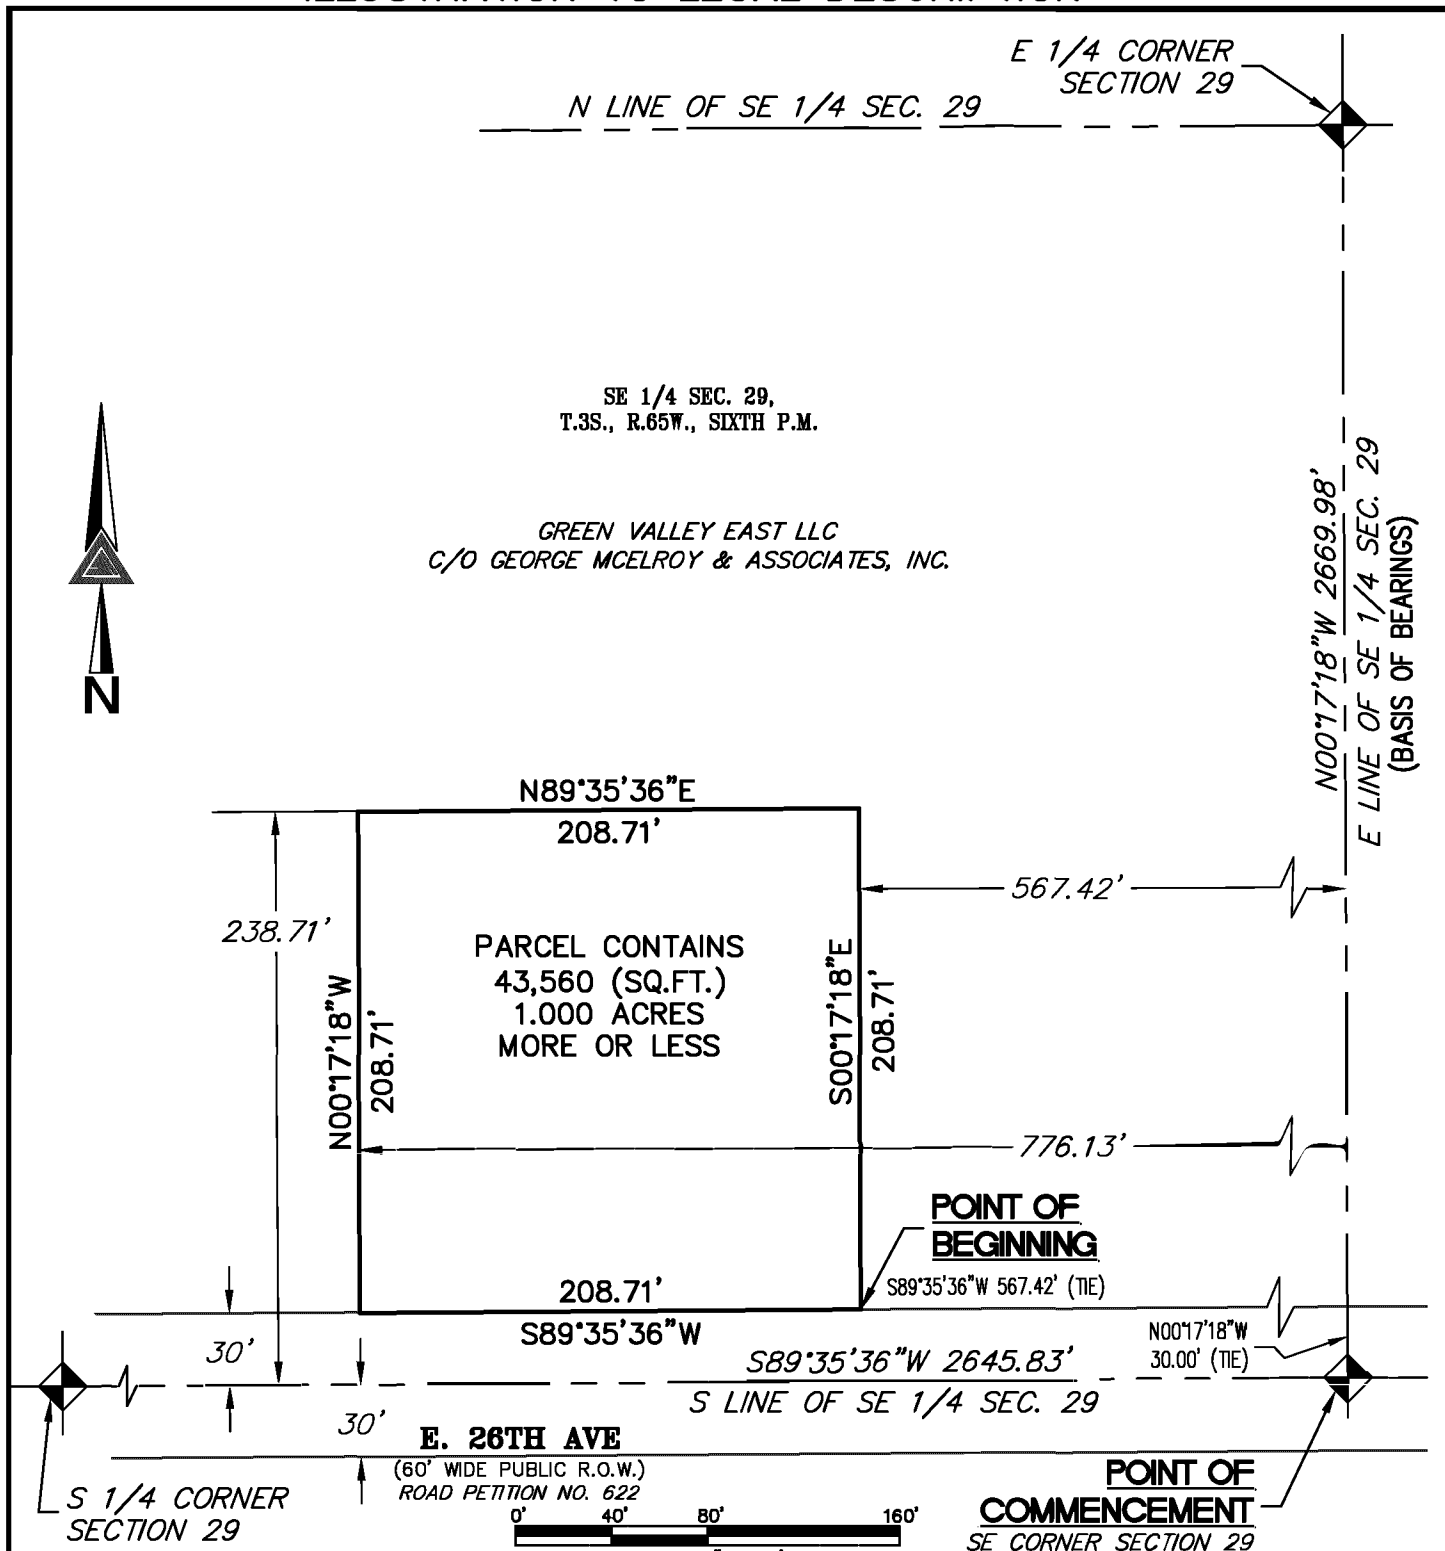 ILLUSTRATION TO LEGAL DESCRIPTION
E 1/4 CORNER
SECTION 29
N LINE OF SE 1/4 SEC. 29
SE 1/4 SEC. 29,
T.3S., R.65W., SIXTH P.M.
GREEN VALLEY EAST LLC
C/O GEORGE MCELROY & ASSOCIATES, INC.
N
N00°17'18"W 2669.98'
E LINE OF SE 1/4 SEC. 29
(BASIS OF BEARINGS)
N89°35'36"E
208.71'
567.42'
238.71'
PARCEL CONTAINS
43,560 (SQ.FT.)
1.000 ACRES
MORE OR LESS
N00°17'18"W
208.71'
S00°17'18"E
208.71'
776.13'
POINT OF
BEGINNING
S89°35'36"W 567.42' (TIE)
208.71'
S89°35'36"W
N00°17'18"W
30.00' (TIE)
30'
S89°35'36"W 2645.83'
S LINE OF SE 1/4 SEC. 29
30'
E. 26TH AVE
(60' WIDE PUBLIC R.O.W.)
ROAD PETITION NO. 622
S 1/4 CORNER
SECTION 29
POINT OF
COMMENCEMENT
SE CORNER SECTION 29
0' 40' 80' 160'